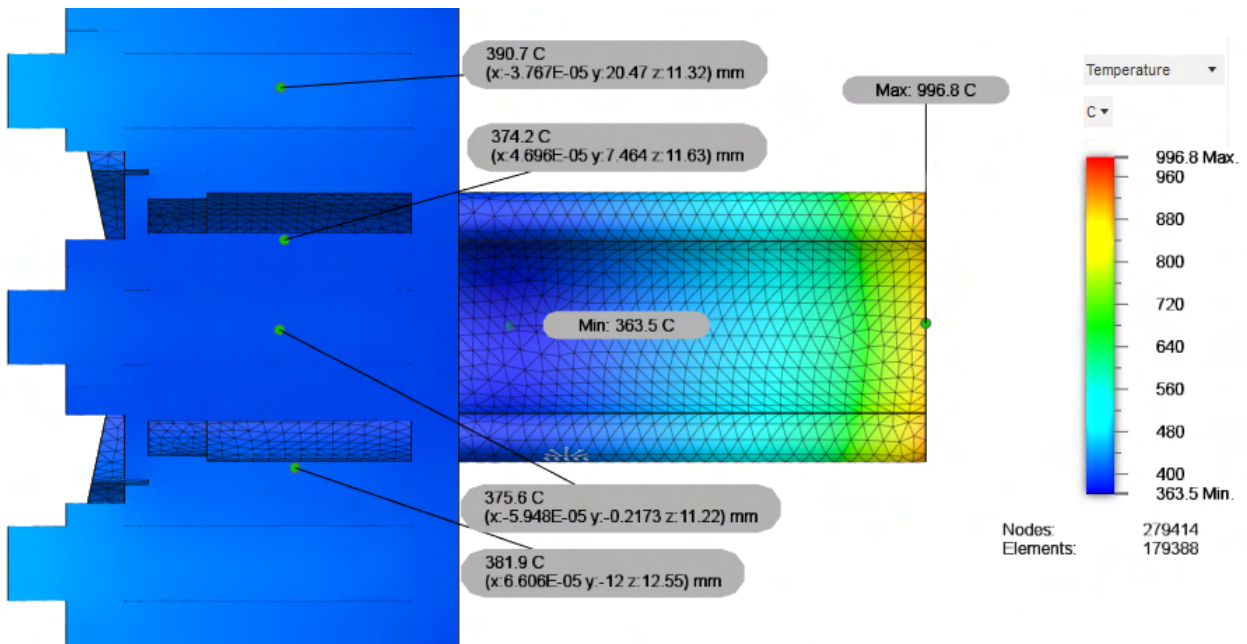 390.7 C
(x:-3.767E-05 y:20.47 z:11.32) mm
Max: 996.8 C
Temperature
C
374.2 C
(x:4.696E-05 y:7.464 z:11.63) mm
996.8 Max.
960
880
800
720
640
560
480
400
363.5 Min.
Min: 363.5 C
375.6 C
(x:-5.948E-05 y:-0.2173 z:11.22) mm
Nodes: 279414
Elements: 179388
381.9 C
(x:6.606E-05 y:-12 z:12.55) mm